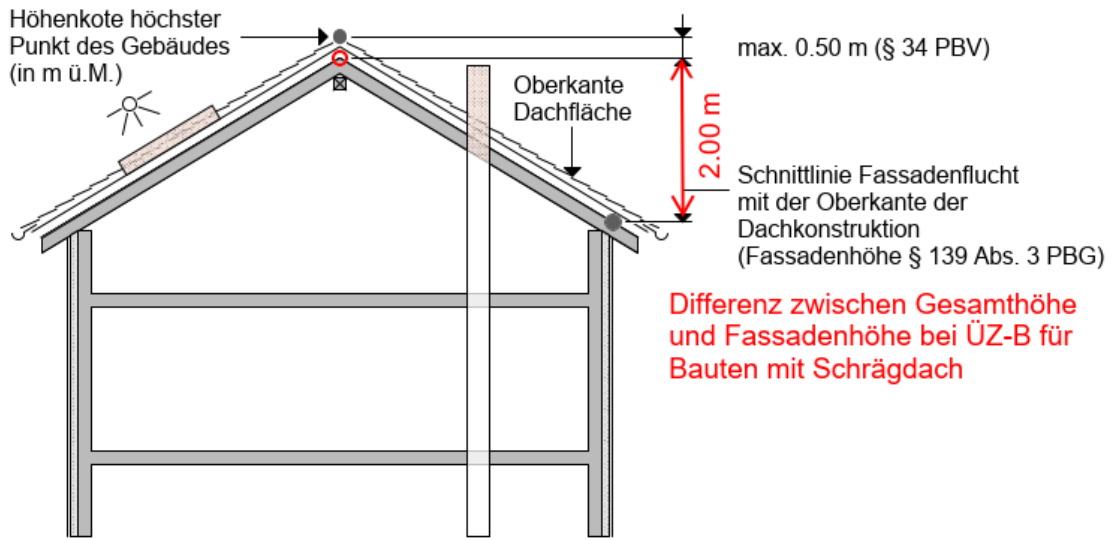 Höhenkote höchster
Punkt des Gebäudes
(in m ü.M.)
max. 0.50 m (§ 34 PBV)
Oberkante
Dachfläche
2.00 m
Schnittlinie Fassadenflucht
mit der Oberkante der
Dachkonstruktion
(Fassadenhöhe § 139 Abs. 3 PBG)
Differenz zwischen Gesamthöhe
und Fassadenhöhe bei ÜZ-B für
Bauten mit Schrägdach